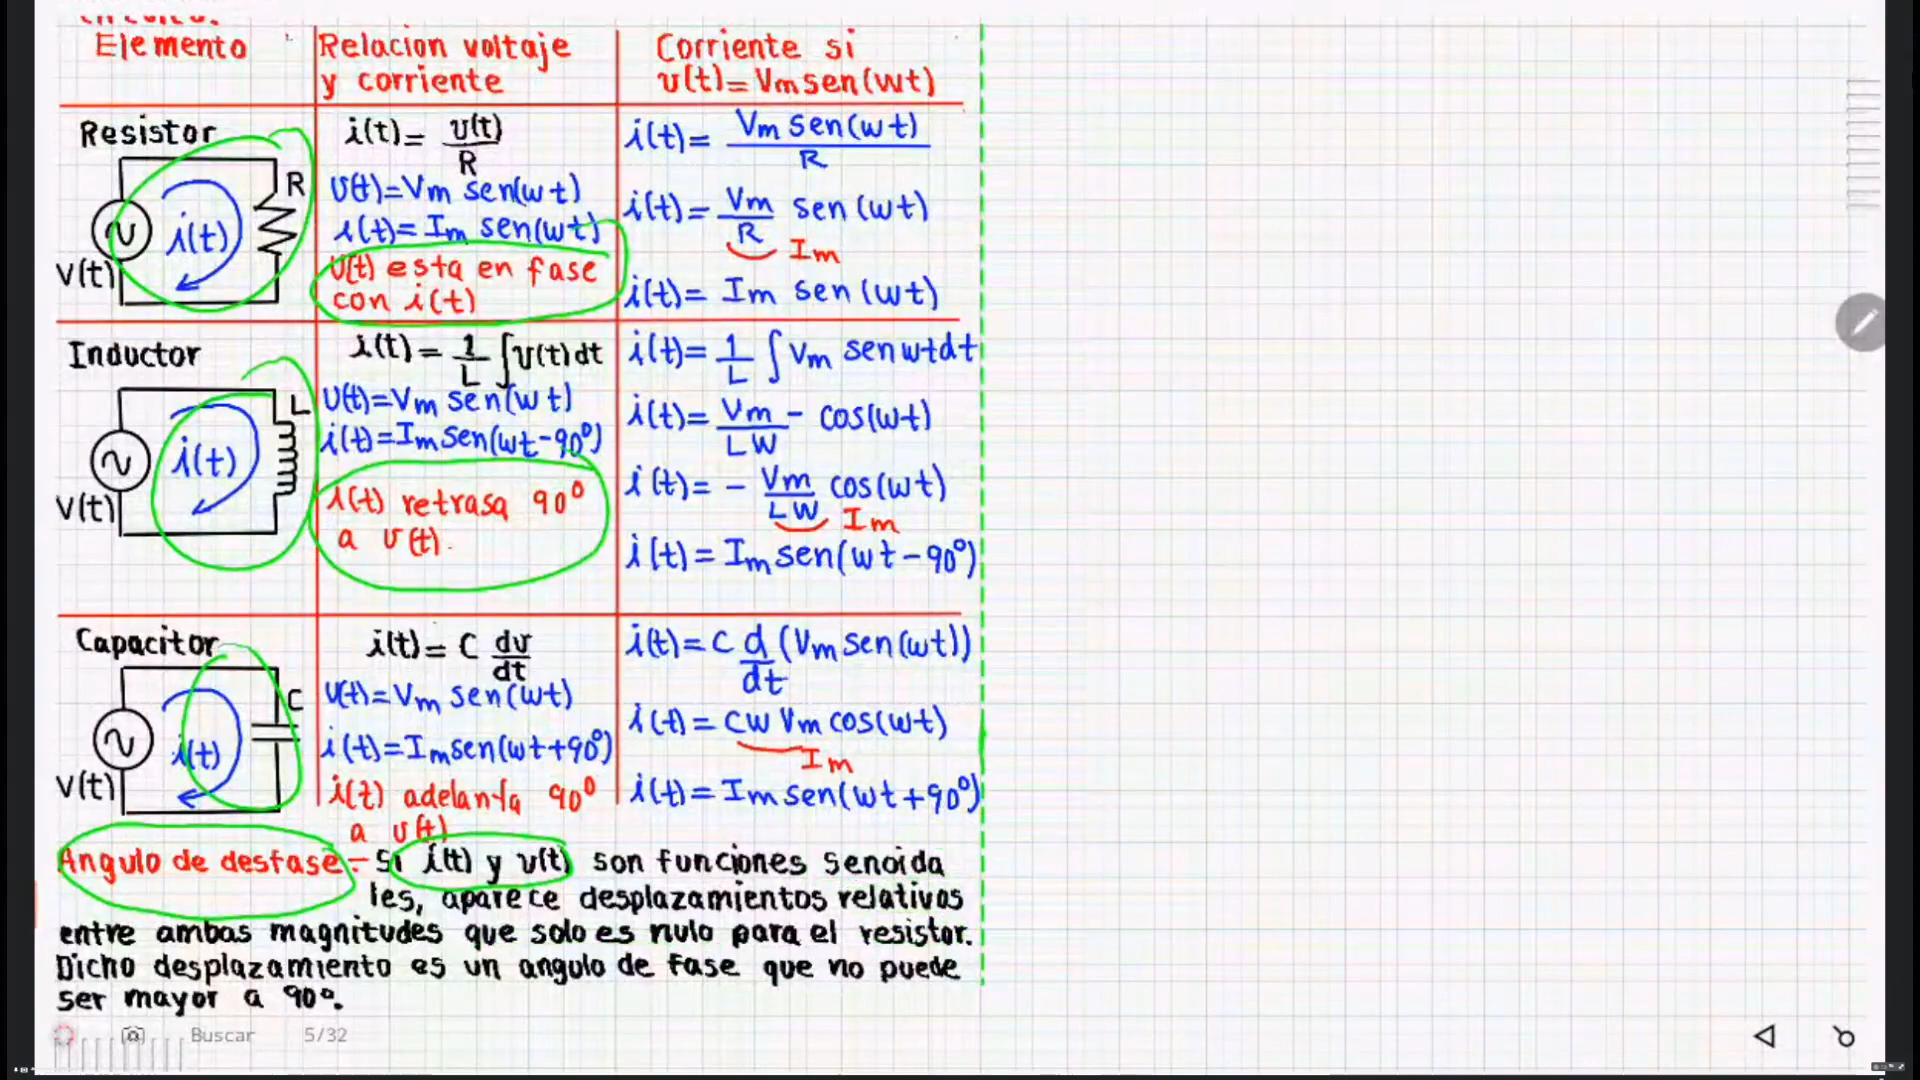 circuito.
Elemento
Relacion voltaje
y corriente
Corriente si
v(t)=Vmsen(wt)
Resistor
R
i(t)
V(t)
i(t)= v(t)/R
v(t)=Vm sen(wt)
i(t)=Im sen(wt)
v(t) esta en fase
con i(t)
i(t)= Vm sen(wt)/R
i(t)= Vm/R sen(wt)
Im
i(t)= Im sen(wt)
Inductor
L
i(t)
V(t)
i(t)= 1/L ∫v(t)dt
v(t)=Vm sen(wt)
i(t)=Imsen(wt-90°)
i(t) retrasa 90°
a v(t).
i(t)= 1/L ∫ Vm senwtdt
i(t)= Vm/LW - cos(wt)
i(t)= - Vm/LW cos(wt)
Im
i(t)=Imsen(wt-90°)
Capacitor
C
i(t)
V(t)
i(t)= C dv/dt
v(t)=Vm sen(wt)
i(t)=Imsen(wt+90°)
i(t) adelanta 90°
a v(t)
i(t)=C d/dt (Vmsen(wt))
i(t)= CW Vm cos(wt)
Im
i(t)=Imsen(wt+90°)
Angulo de desfase.- Si i(t) y v(t) son funciones senoida
les, aparece desplazamientos relativos
entre ambas magnitudes que solo es nulo para el resistor.
Dicho desplazamiento es un angulo de fase que no puede
ser mayor a 90°.
Buscar
5/32